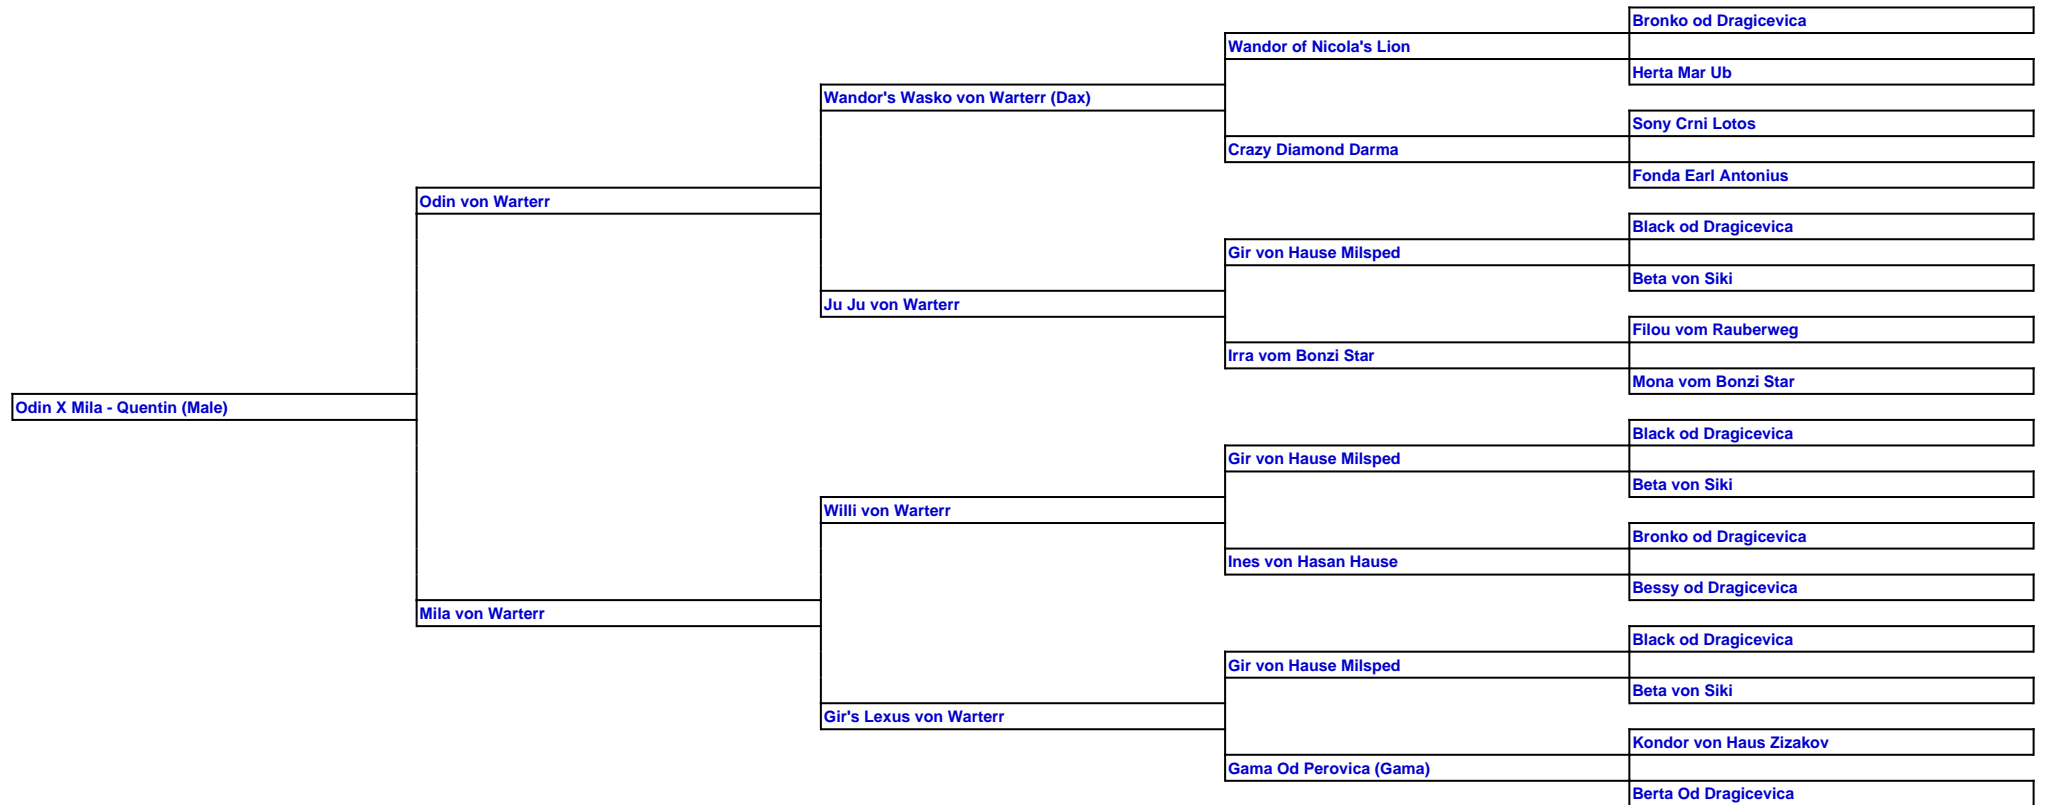 Bronko od Dragicevica
Wandor of Nicola's Lion
Herta Mar Ub
Wandor's Wasko von Warterr (Dax)
Sony Crni Lotos
Crazy Diamond Darma
Fonda Earl Antonius
Odin von Warterr
Black od Dragicevica
Gir von Hause Milsped
Beta von Siki
Ju Ju von Warterr
Filou vom Rauberweg
Irra vom Bonzi Star
Mona vom Bonzi Star
Odin X Mila - Quentin (Male)
Black od Dragicevica
Gir von Hause Milsped
Beta von Siki
Willi von Warterr
Bronko od Dragicevica
Ines von Hasan Hause
Bessy od Dragicevica
Mila von Warterr
Black od Dragicevica
Gir von Hause Milsped
Beta von Siki
Gir's Lexus von Warterr
Kondor von Haus Zizakov
Gama Od Perovica (Gama)
Berta Od Dragicevica